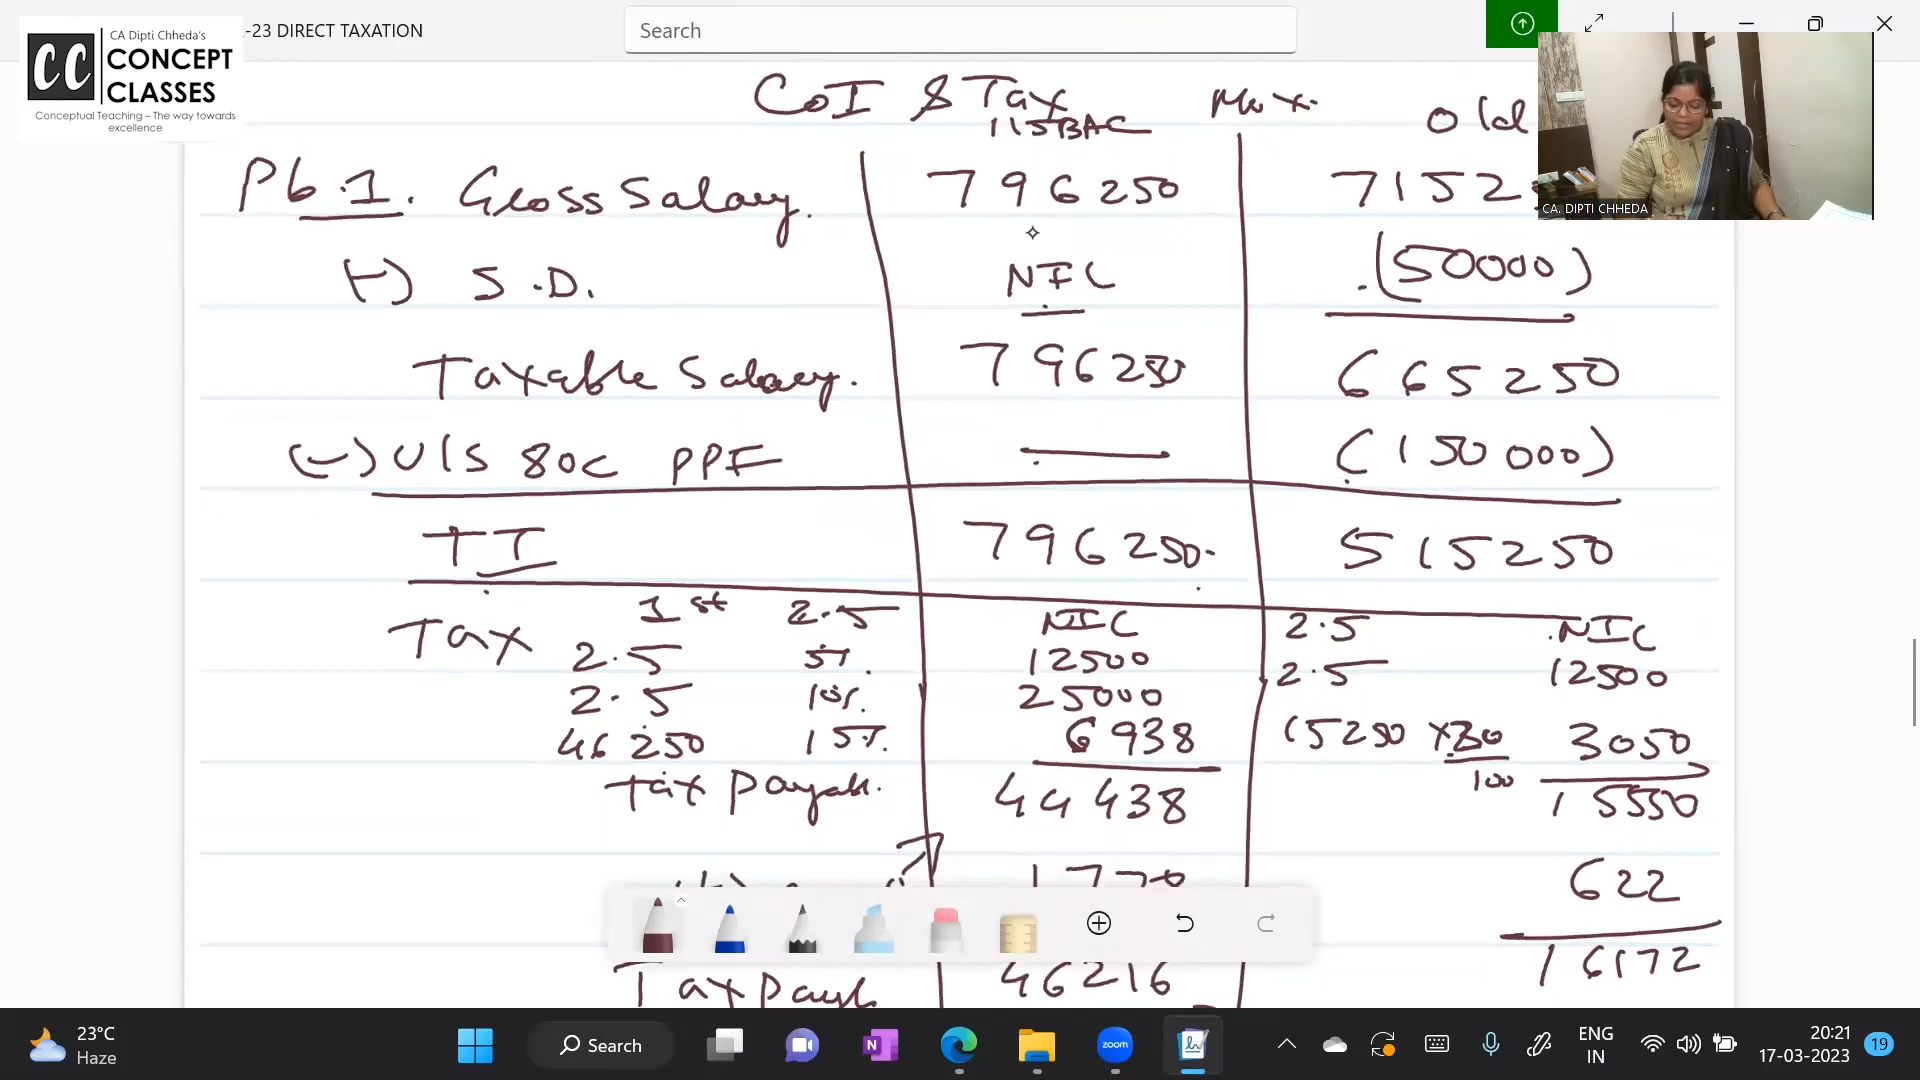 CA Dipti Chheda's
CC CONCEPT
CLASSES
Conceptual Teaching – The way towards
excellence
-23 DIRECT TAXATION
Search
CA. DIPTI CHHEDA
CoI & Tax
115BAC
Old
Pb.1. Gross Salary. 796250 7152
(-) S.D. NIL (50000)
Taxable Salary. 796250 665250
(-) U/S 80C PPF — (150000)
TI 796250 515250
Tax 1st 2.5 NIL 2.5 NIL
2.5 5%. 12500 2.5 12500
2.5 10%. 25000
46250 15%. 6938 15250 x 30/100 3050
Tax payab. 44438 15550
622
16172
Tax Payb 46216
23°C
Haze
Search
zoom
ENG
IN
20:21
17-03-2023
19